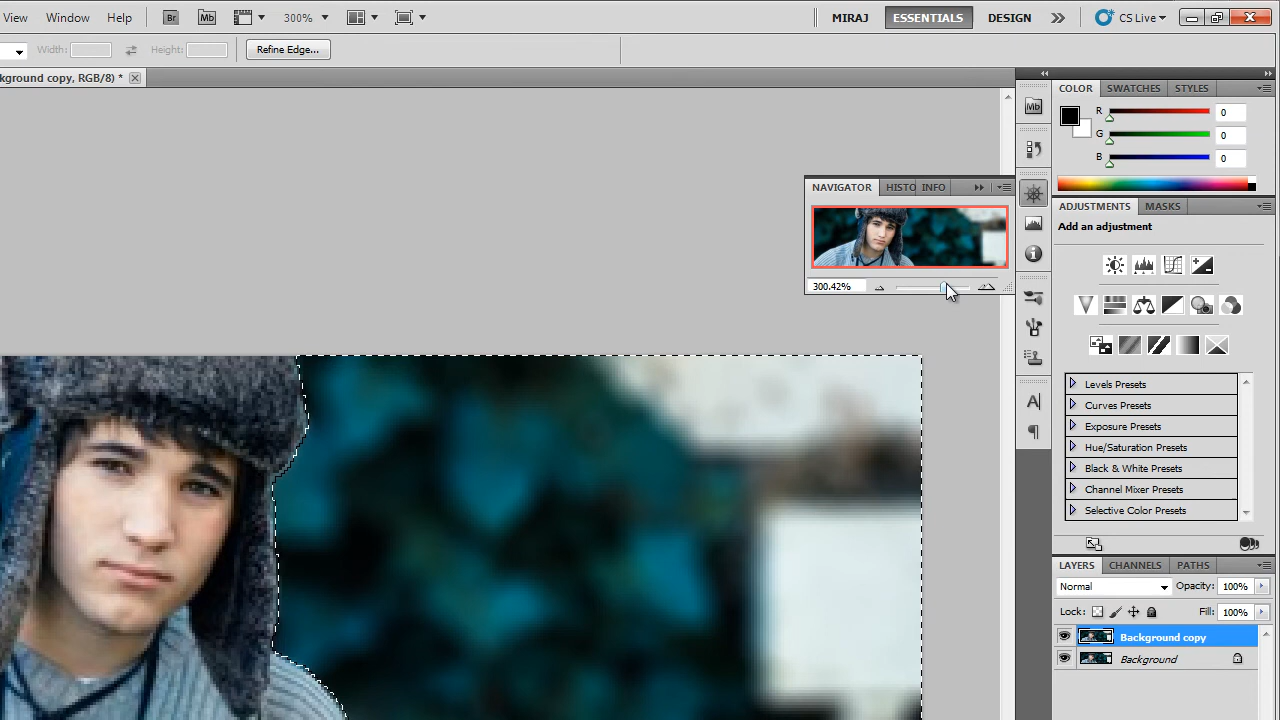 View Window Help Br Mb 300% MIRAJ ESSENTIALS DESIGN CS Live
Width: Height: Refine Edge...
ground copy, RGB/8) *
COLOR SWATCHES STYLES
Mb
R 0
G 0
B 0
NAVIGATOR HISTO INFO
300.42%
ADJUSTMENTS MASKS
Add an adjustment
Levels Presets
Curves Presets
Exposure Presets
Hue/Saturation Presets
Black & White Presets
Channel Mixer Presets
Selective Color Presets
A
LAYERS CHANNELS PATHS
Normal Opacity: 100%
Lock: Fill: 100%
Background copy
Background